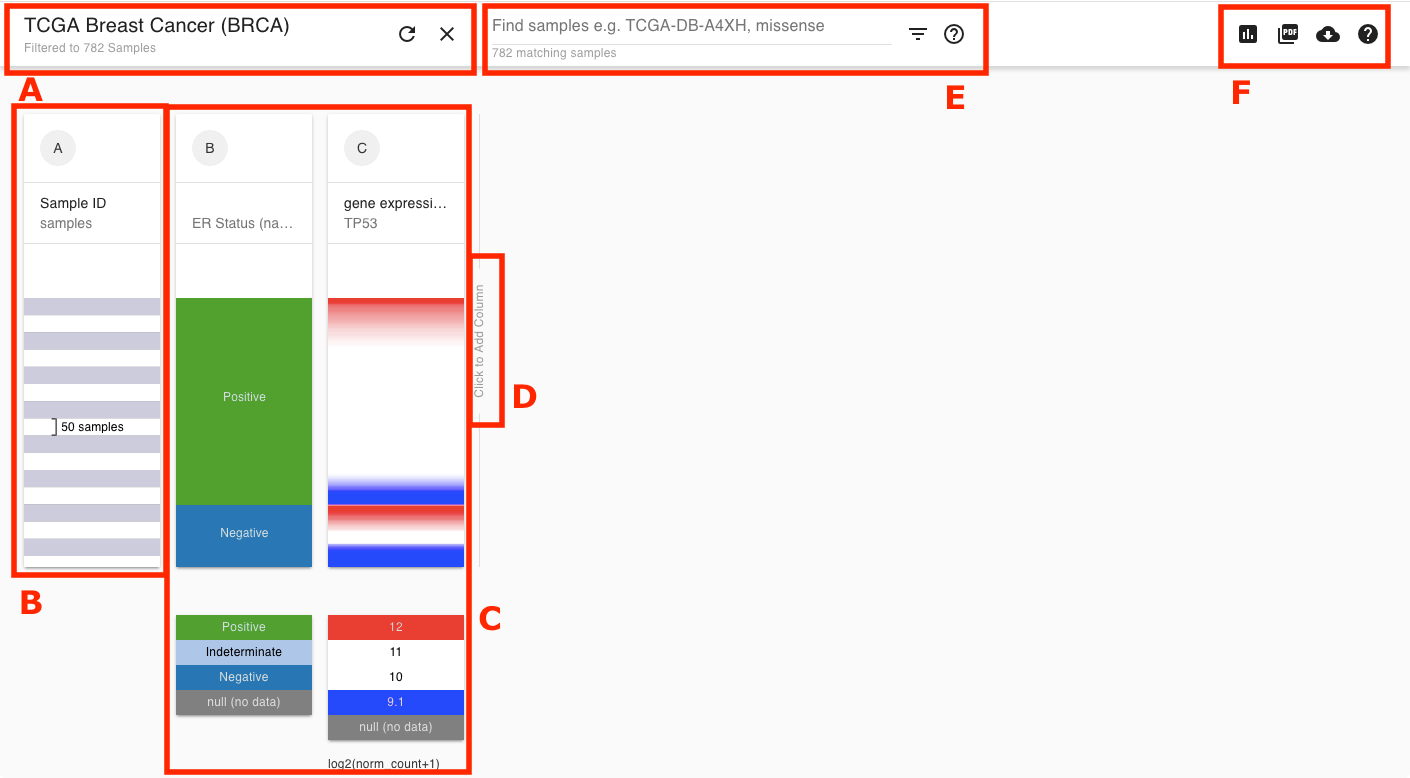 TCGA Breast Cancer (BRCA)
Filtered to 782 Samples
Find samples e.g. TCGA-DB-A4XH, missense
782 matching samples
PDF
A
E
F
A
B
C
Sample ID
samples
ER Status (na...
gene expressi...
TP53
Click to Add Column
Positive
50 samples
Negative
D
B
C
Positive
Indeterminate
Negative
null (no data)
12
11
10
9.1
null (no data)
log2(norm_count+1)